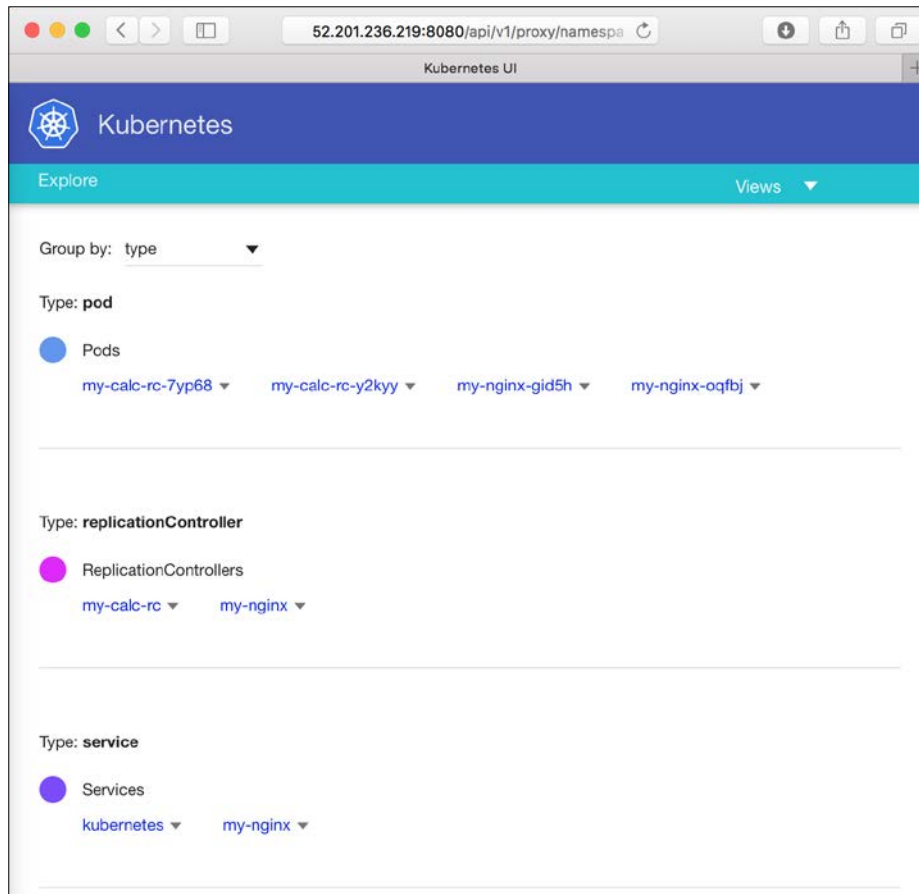 52.201.236.219:8080/api/v1/proxy/namespa
Kubernetes UI
Kubernetes
Explore
Views
Group by: type
Type: pod
Pods
my-calc-rc-7yp68 my-calc-rc-y2kyy my-nginx-gid5h my-nginx-oqfbj
Type: replicationController
ReplicationControllers
my-calc-rc my-nginx
Type: service
Services
kubernetes my-nginx